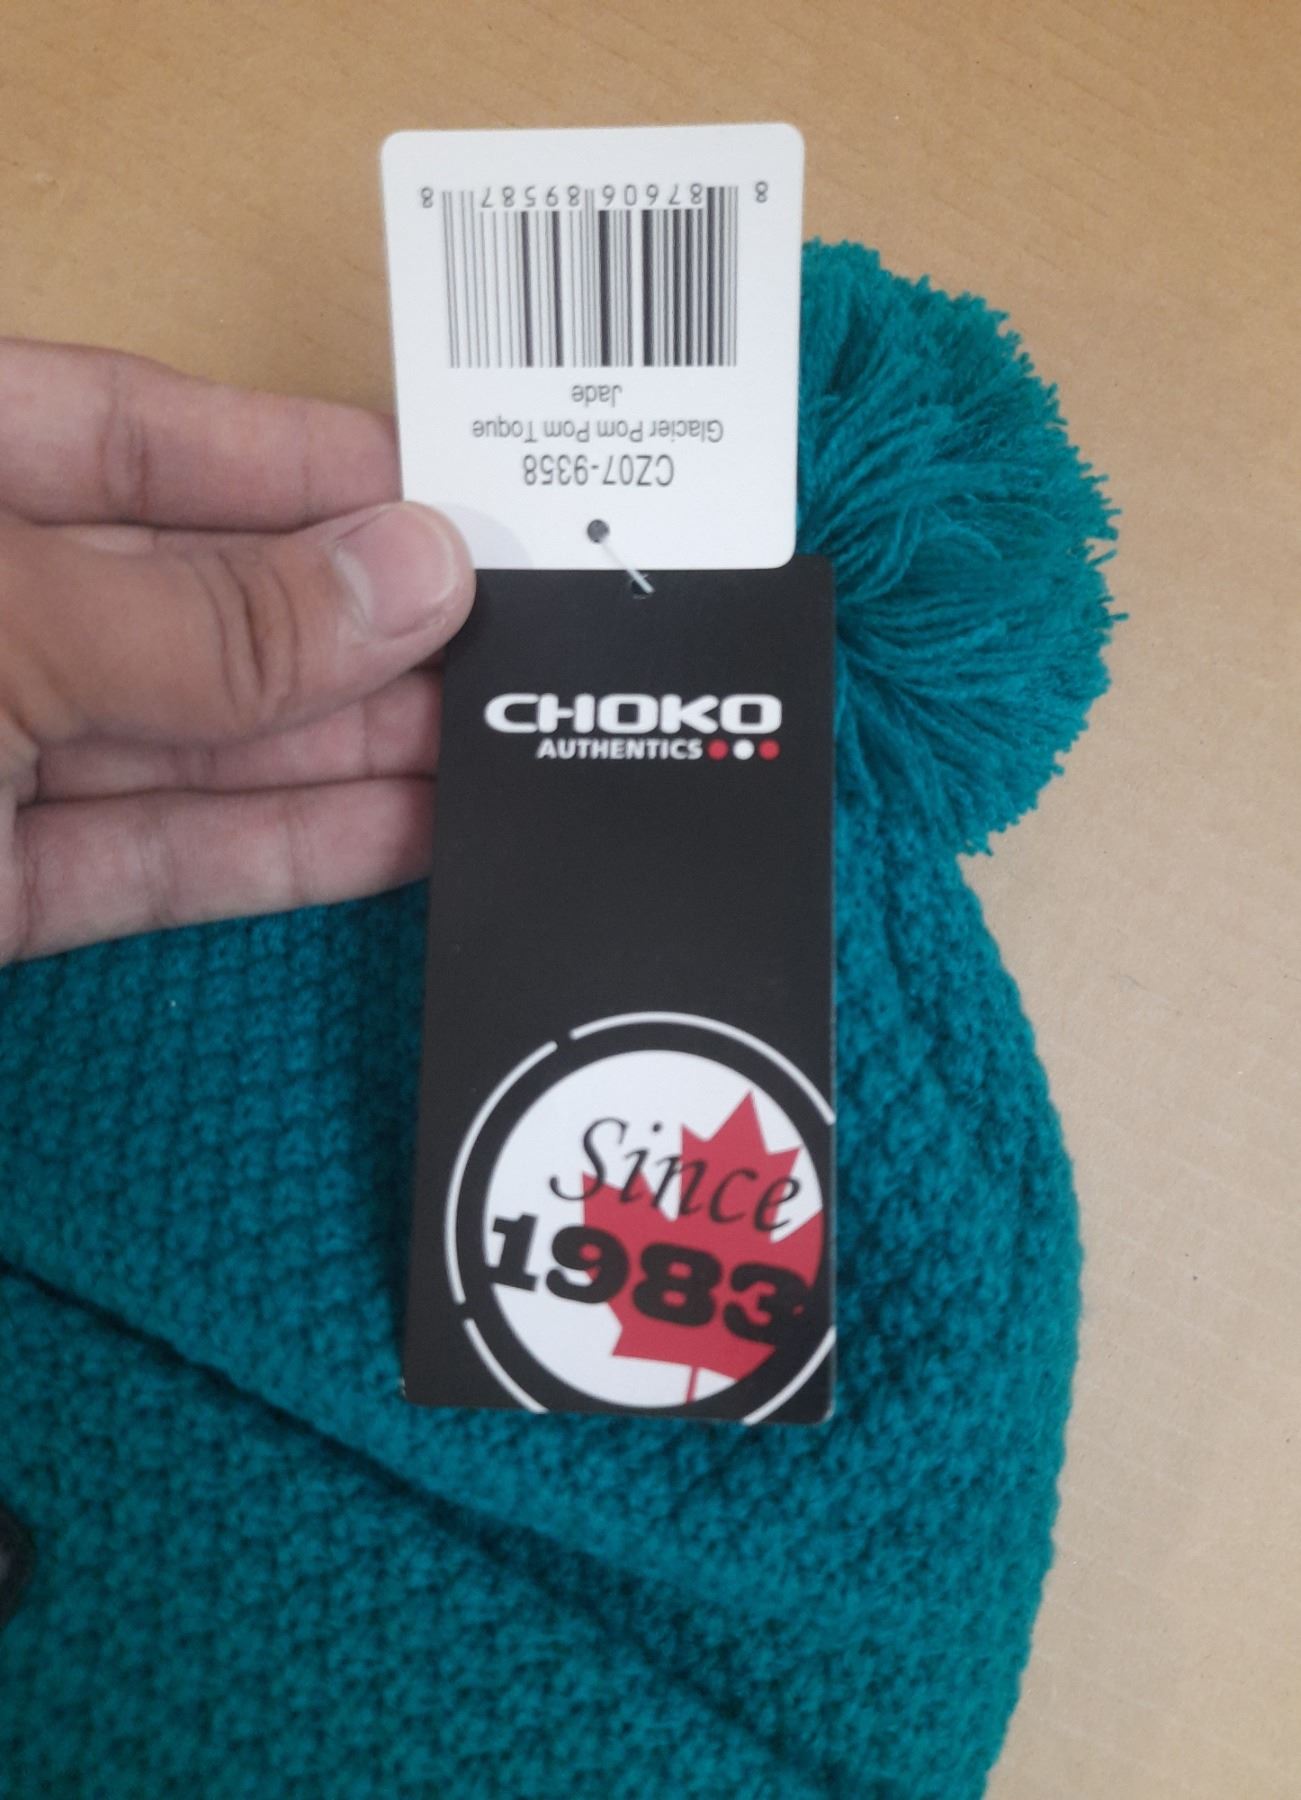 CZ07-9358
Glacier Pom Pom Toque
Jade
8 87606 89587 8
CHOKO
AUTHENTICS
Since
1983